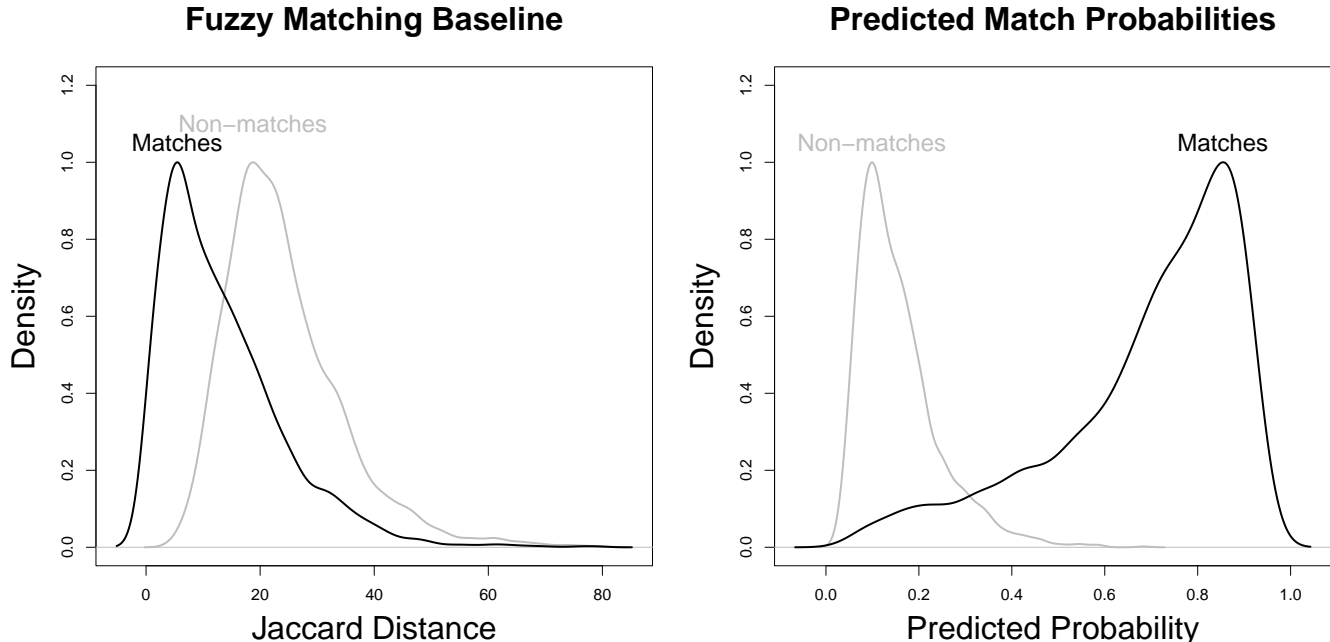 Fuzzy Matching Baseline
Non−matches
Matches
Density
0.0 0.2 0.4 0.6 0.8 1.0 1.2
0 20 40 60 80
Jaccard Distance
Predicted Match Probabilities
Non−matches
Matches
Density
0.0 0.2 0.4 0.6 0.8 1.0 1.2
0.0 0.2 0.4 0.6 0.8 1.0
Predicted Probability